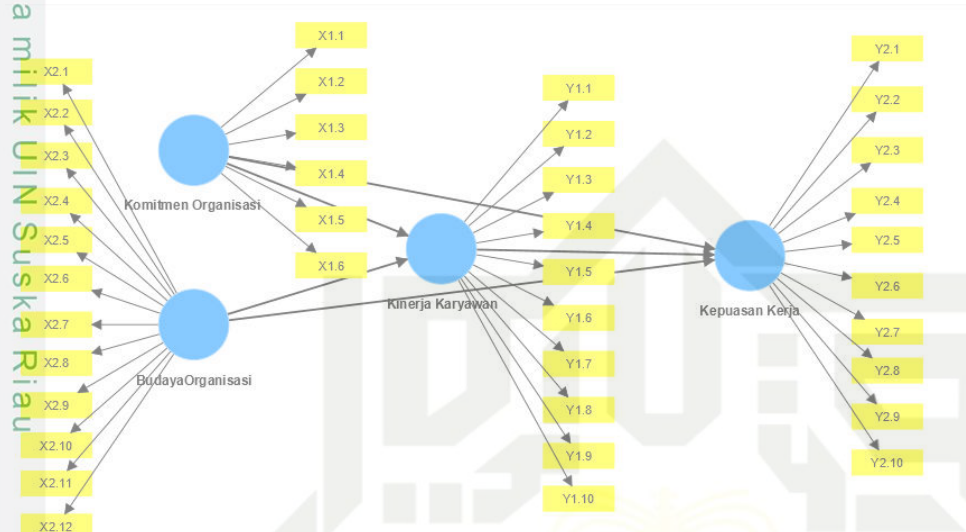 a milik UIN Suska Riau
X2.1
X2.2
X2.3
X2.4
X2.5
X2.6
X2.7
X2.8
X2.9
X2.10
X2.11
X2.12
Komitmen Organisasi
BudayaOrganisasi
X1.1
X1.2
X1.3
X1.4
X1.5
X1.6
Kinerja Karyawan
Y1.1
Y1.2
Y1.3
Y1.4
Y1.5
Y1.6
Y1.7
Y1.8
Y1.9
Y1.10
Kepuasan Kerja
Y2.1
Y2.2
Y2.3
Y2.4
Y2.5
Y2.6
Y2.7
Y2.8
Y2.9
Y2.10